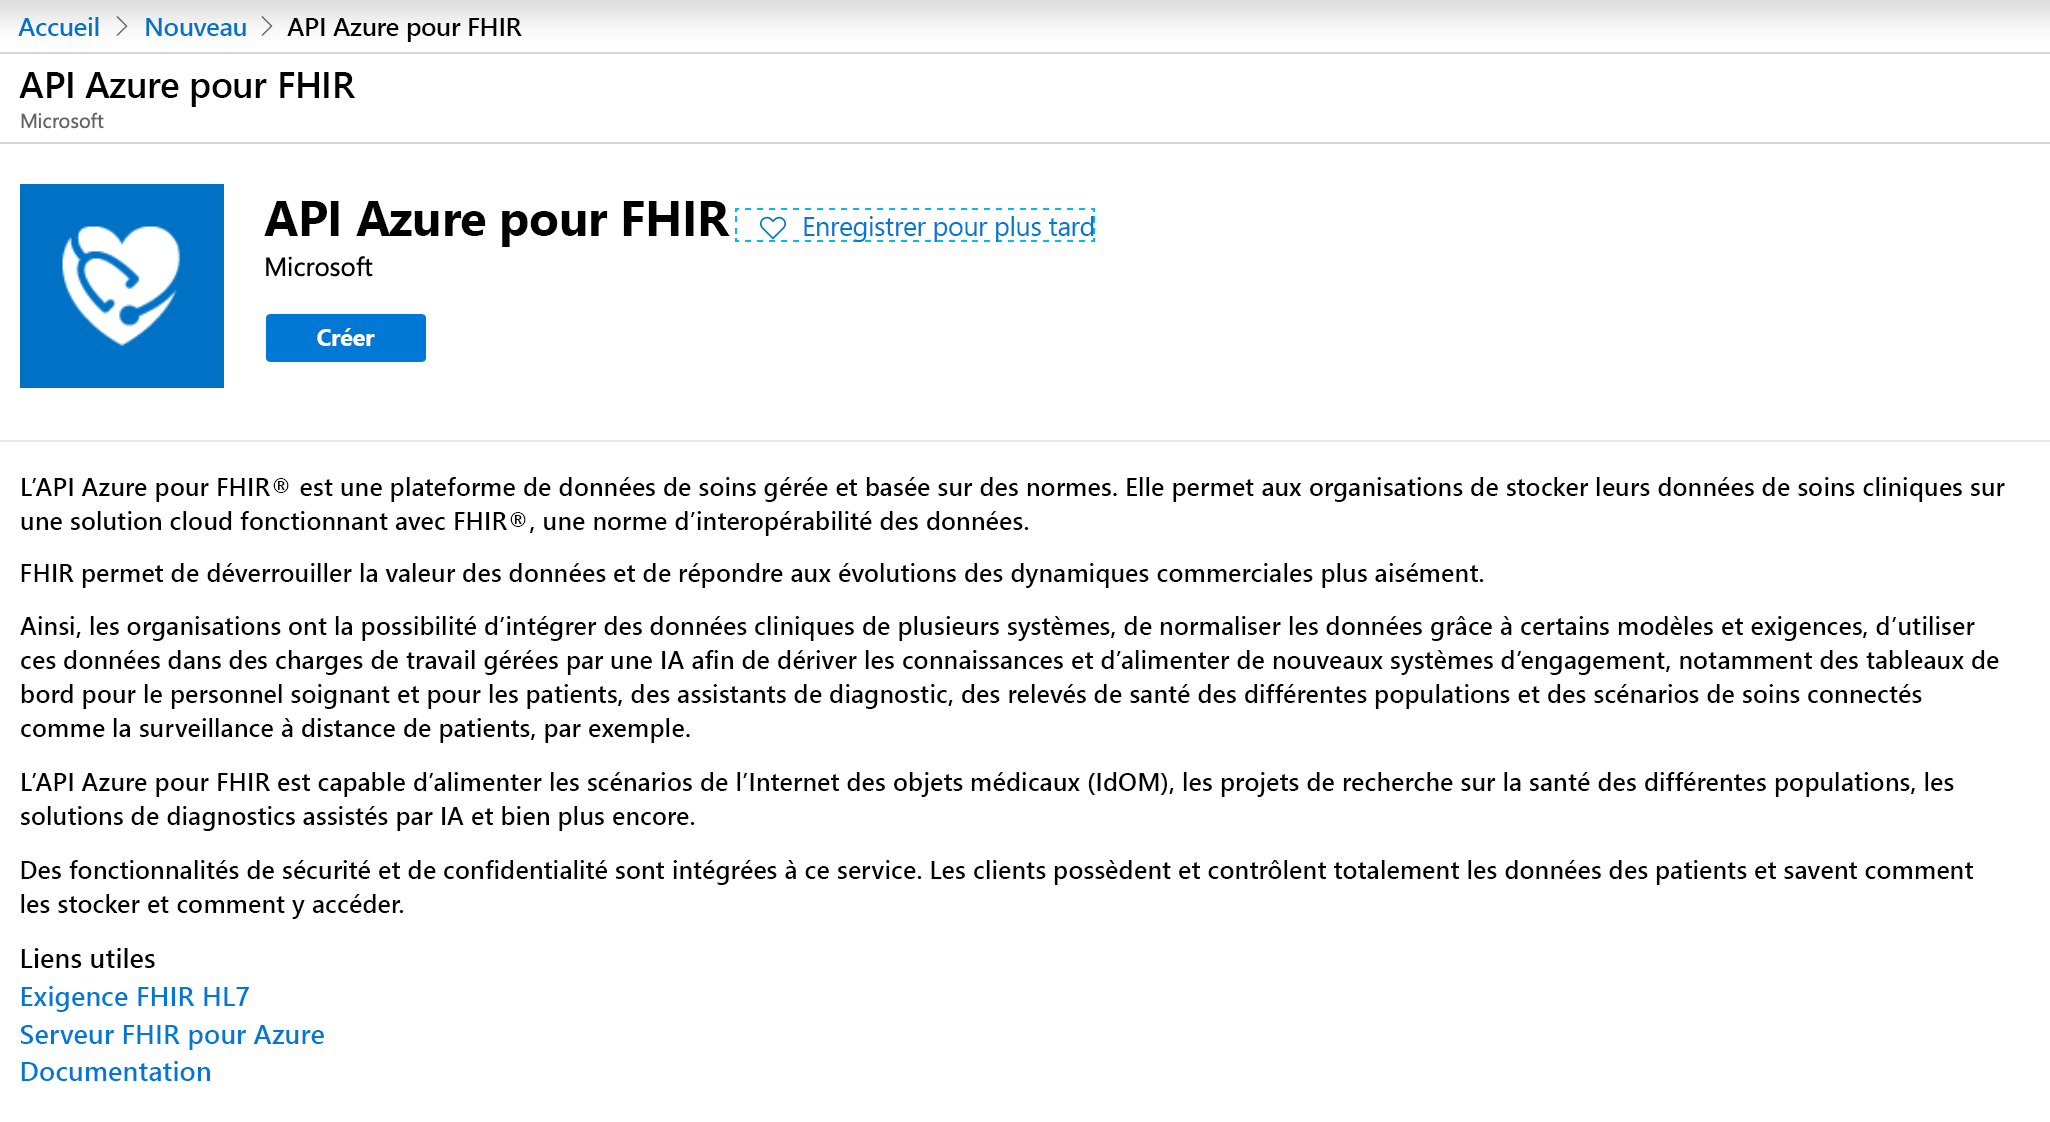 Accueil > Nouveau > API Azure pour FHIR
API Azure pour FHIR
Microsoft
API Azure pour FHIR Enregistrer pour plus tard
Microsoft
Créer
L’API Azure pour FHIR® est une plateforme de données de soins gérée et basée sur des normes. Elle permet aux organisations de stocker leurs données de soins cliniques sur
une solution cloud fonctionnant avec FHIR®, une norme d’interopérabilité des données.
FHIR permet de déverrouiller la valeur des données et de répondre aux évolutions des dynamiques commerciales plus aisément.
Ainsi, les organisations ont la possibilité d’intégrer des données cliniques de plusieurs systèmes, de normaliser les données grâce à certains modèles et exigences, d’utiliser
ces données dans des charges de travail gérées par une IA afin de dériver les connaissances et d’alimenter de nouveaux systèmes d’engagement, notamment des tableaux de
bord pour le personnel soignant et pour les patients, des assistants de diagnostic, des relevés de santé des différentes populations et des scénarios de soins connectés
comme la surveillance à distance de patients, par exemple.
L’API Azure pour FHIR est capable d’alimenter les scénarios de l’Internet des objets médicaux (IdOM), les projets de recherche sur la santé des différentes populations, les
solutions de diagnostics assistés par IA et bien plus encore.
Des fonctionnalités de sécurité et de confidentialité sont intégrées à ce service. Les clients possèdent et contrôlent totalement les données des patients et savent comment
les stocker et comment y accéder.
Liens utiles
Exigence FHIR HL7
Serveur FHIR pour Azure
Documentation